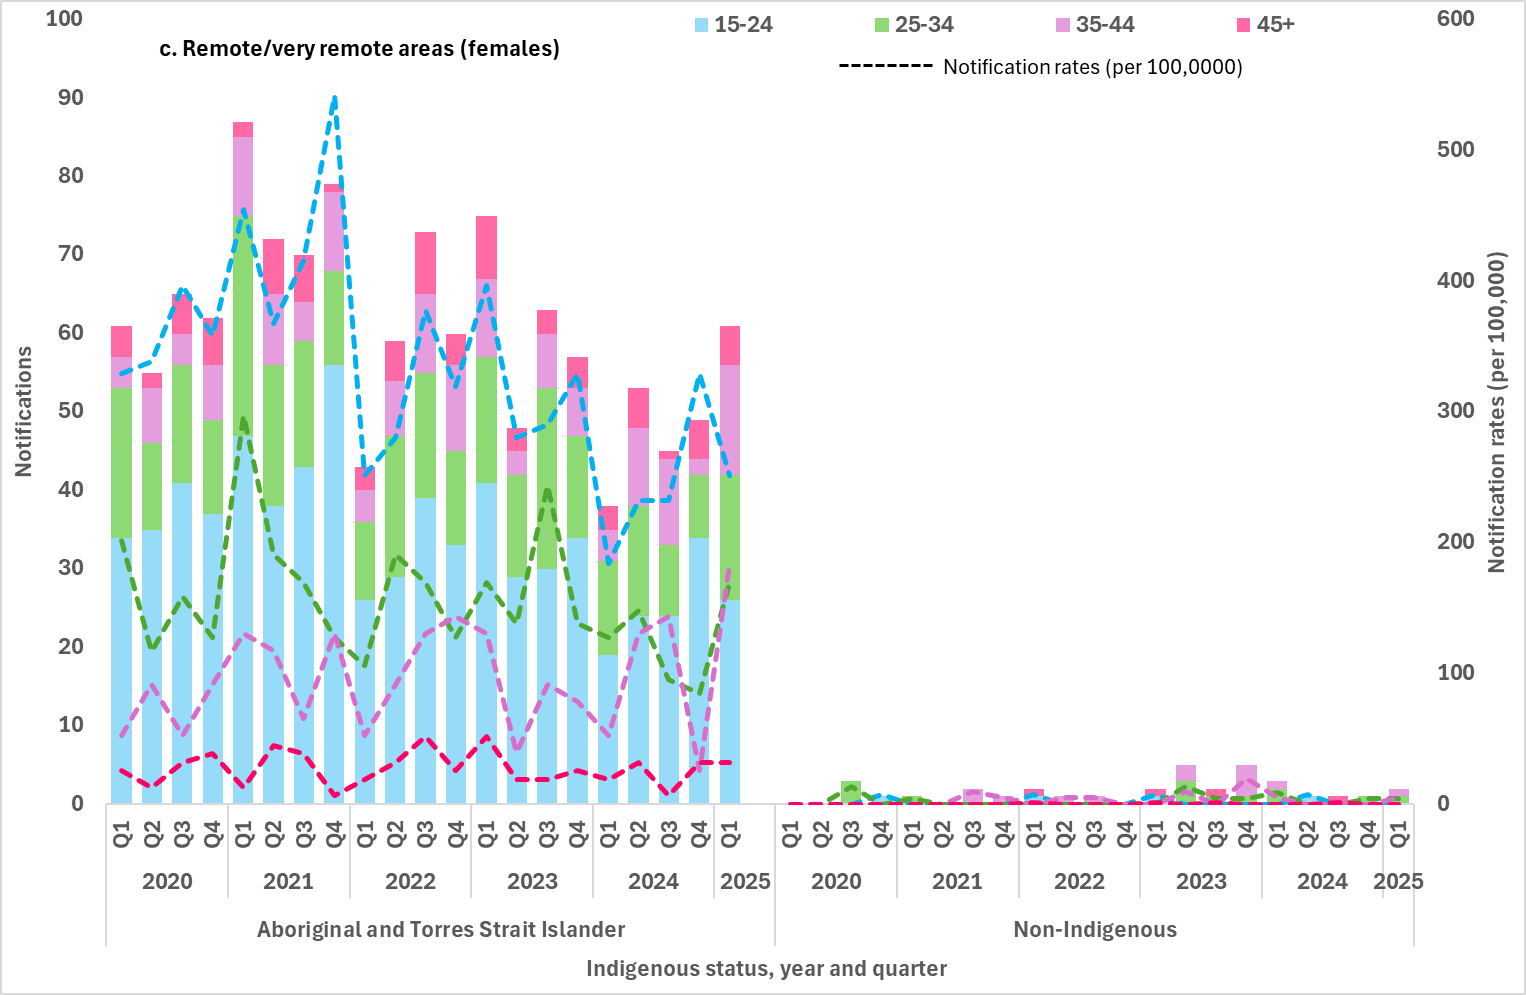 100
600
15-24
25-34
35-44
45+
c. Remote/very remote areas (females)
Notification rates (per 100,0000)
90
500
80
70
400
60
50
300
40
30
200
20
100
10
0
0
Notifications
Notification rates (per 100,000)
Q1 Q2 Q3 Q4 Q1 Q2 Q3 Q4 Q1 Q2 Q3 Q4 Q1 Q2 Q3 Q4 Q1 Q2 Q3 Q4 Q1 Q1 Q2 Q3 Q4 Q1 Q2 Q3 Q4 Q1 Q2 Q3 Q4 Q1 Q2 Q3 Q4 Q1 Q2 Q3 Q4 Q1
2020 2021 2022 2023 2024 2025 2020 2021 2022 2023 2024 2025
Aboriginal and Torres Strait Islander
Non-Indigenous
Indigenous status, year and quarter